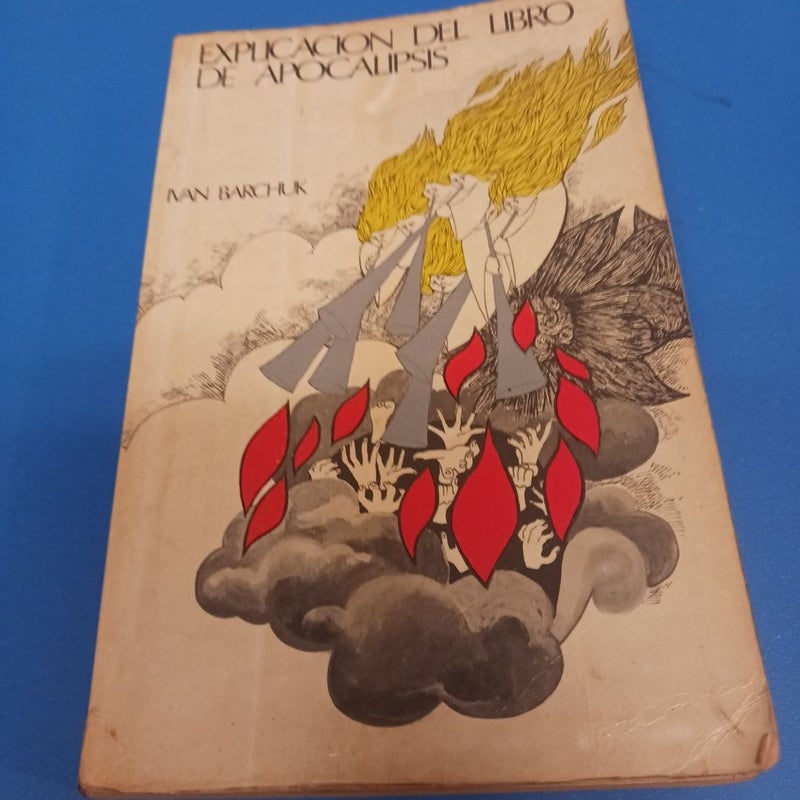 EXPLICACION DEL LIBRO
DE APOCALIPSIS
IVAN BARCHUK